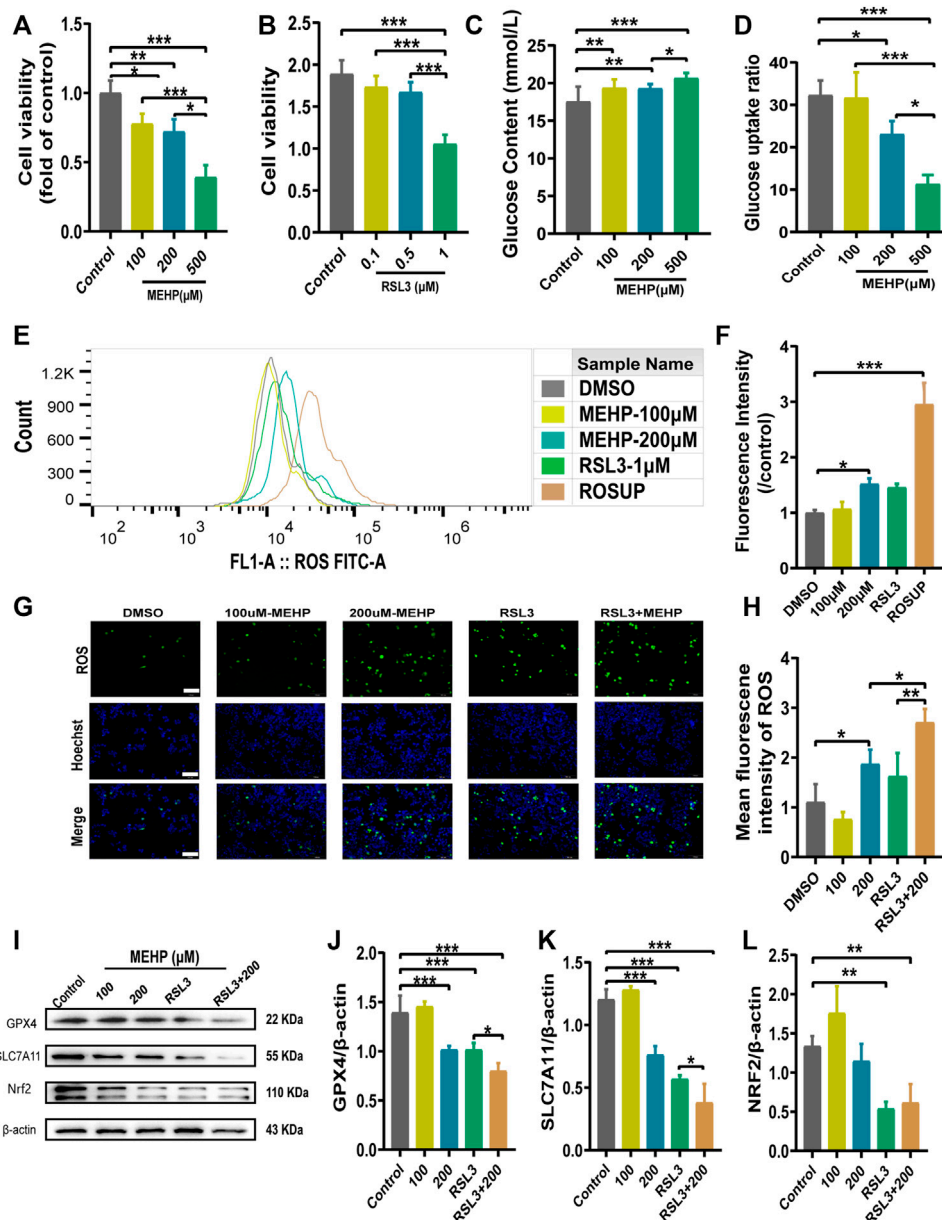 A
Cell viability
(fold of control)
1.5
1.0
0.5
0.0
***
**
*
***
*
Control
100
200
500
MEHP(µM)
B
Cell viability
2.0
1.5
1.0
0.5
0.0
***
***
***
Control
0.1
0.5
1
RSL3 (µM)
C
Glucose Content (mmol/L)
25
20
15
10
5
0
***
**
*
**
Control
100
200
500
MEHP(µM)
D
Glucose uptake ratio
40
30
20
10
0
***
*
***
*
Control
100
200
500
MEHP(µM)
E
Count
1.2K
900
600
300
0
10^2
10^3
10^4
10^5
10^6
FL1-A :: ROS FITC-A
Sample Name
DMSO
MEHP-100µM
MEHP-200µM
RSL3-1µM
ROSUP
F
Fluorescence Intensity
(/control)
4
3
2
1
0
***
*
DMSO
100µM
200µM
RSL3
ROSUP
G
DMSO
100uM-MEHP
200uM-MEHP
RSL3
RSL3+MEHP
ROS
Hoechst
Merge
H
Mean fluorescene
intensity of ROS
4
3
2
1
0
*
**
*
DMSO
100
200
RSL3
RSL3+200
I
MEHP (µM)
Control
100
200
RSL3
RSL3+200
GPX4
22 KDa
SLC7A11
55 KDa
Nrf2
110 KDa
β-actin
43 KDa
J
GPX4/β-actin
2.0
1.5
1.0
0.5
0.0
***
***
***
*
Control
100
200
RSL3
RSL3+200
K
SLC7A11/β-actin
1.5
1.0
0.5
0.0
***
***
***
*
Control
100
200
RSL3
RSL3+200
L
NRF2/β-actin
2.5
2.0
1.5
1.0
0.5
0.0
**
**
Control
100
200
RSL3
RSL3+200